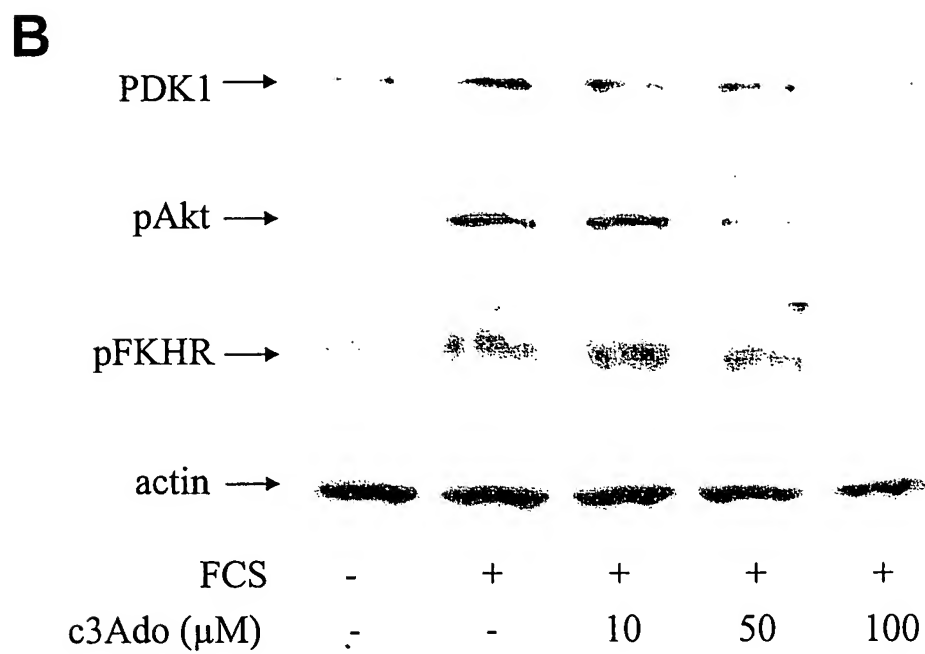 B
PDK1
pAkt
pFKHR
actin
FCS - + + + +
c3Ado (µM) - - 10 50 100